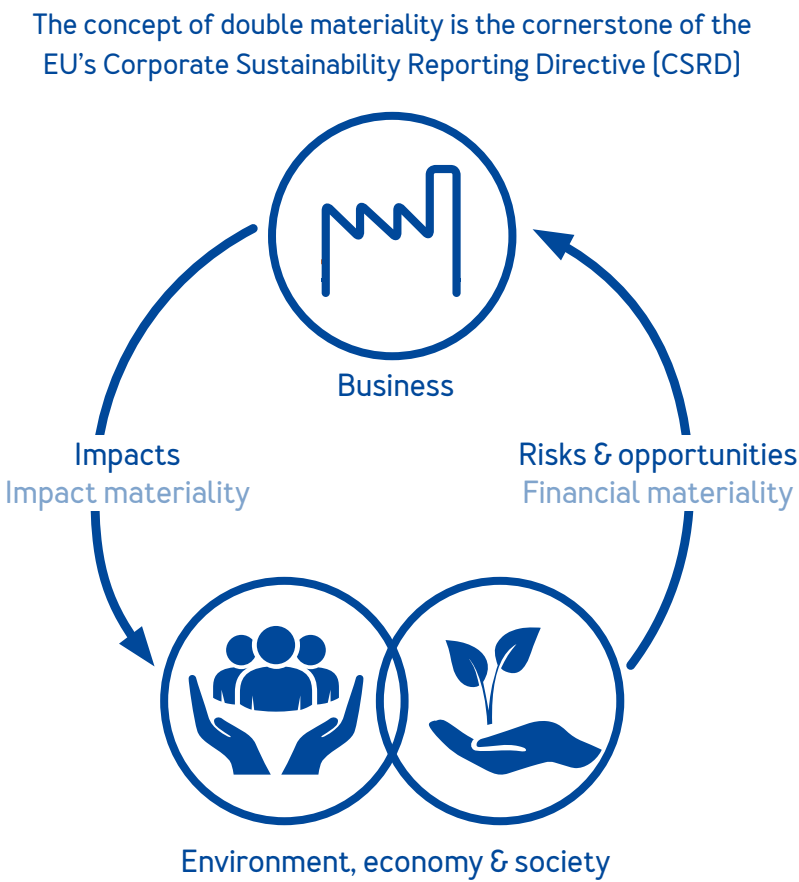 The concept of double materiality is the cornerstone of the
EU’s Corporate Sustainability Reporting Directive (CSRD)
Business
Impacts
Impact materiality
Risks & opportunities
Financial materiality
Environment, economy & society